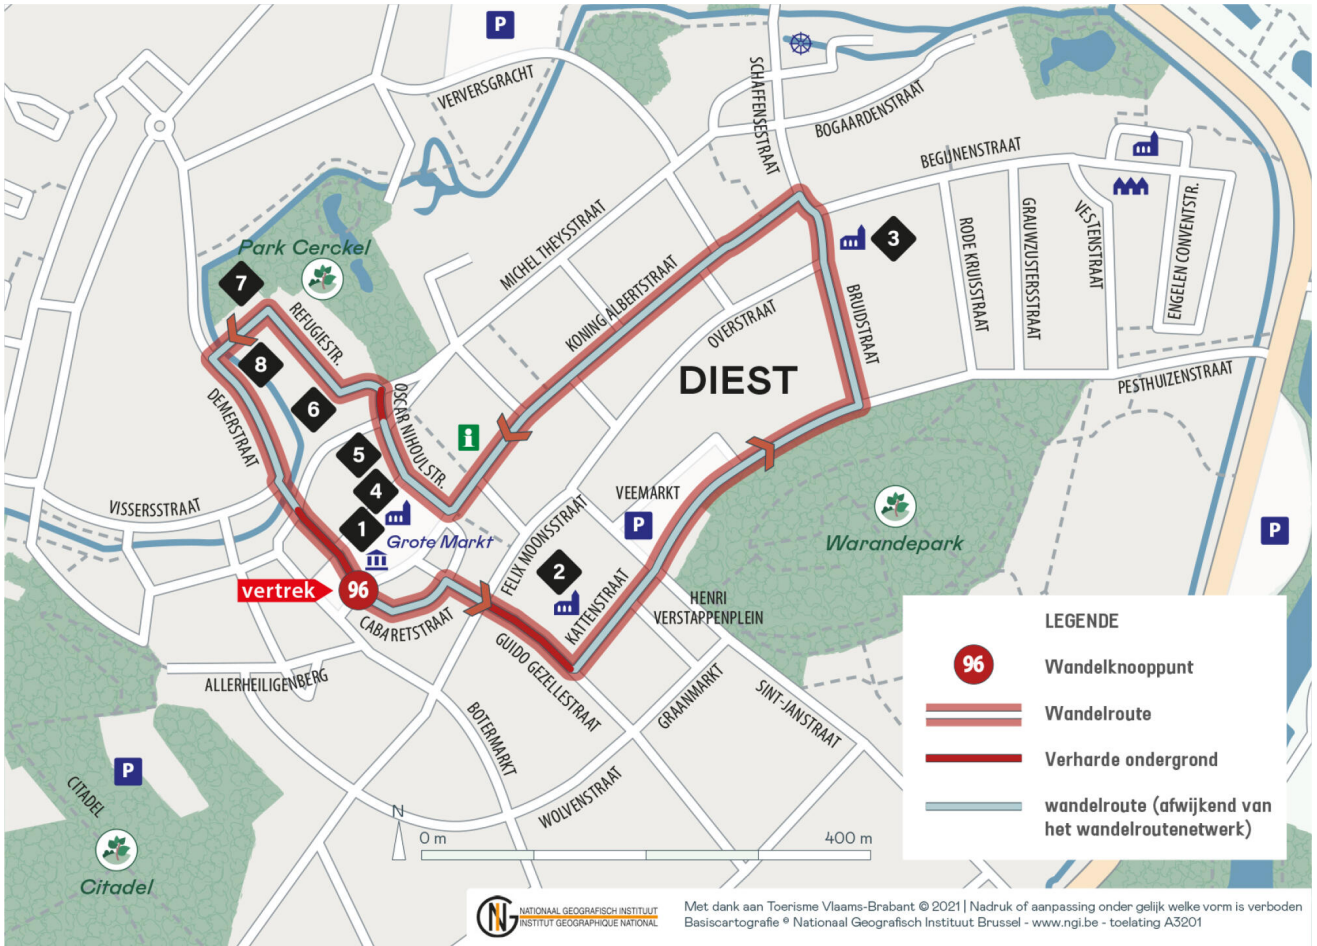 P
VERVERSGRACHT
SCHAFFENSESTRAAT
BOGAARDENSTRAAT
BEGIJNENSTRAAT
ENGELEN CONVENTSTR.
VESTENSTRAAT
GRAUWZUSTERSSTRAAT
RODE KRUISSTRAAT
3
MICHEL THEYSSTRAAT
KONING ALBERTSTRAAT
OVERSTRAAT
BRUIDSTRAAT
PESTHUIZENSTRAAT
Park Cerckel
7
REFUGIESTR.
8
6
DEMERSTRAAT
OSCAR NIHOULSTR.
DIEST
i
5
4
1
Grote Markt
VISSERSSTRAAT
VEEMARKT
P
Warandepark
P
FELIX MOONSSTRAAT
2
KATTENSTRAAT
HENRI
VERSTAPPENPLEIN
vertrek
96
CABARETSTRAAT
GUIDO GEZELLESTRAAT
GRAANMARKT
SINT-JANSTRAAT
ALLERHEILIGENBERG
BOTERMARKT
WOLVENSTRAAT
P
CITADEL
Citadel
N
0 m
400 m
LEGENDE
96
Wandelknooppunt
Wandelroute
Verharde ondergrond
wandelroute (afwijkend van
het wandelroutenetwerk)
NGI
NATIONAAL GEOGRAFISCH INSTITUUT
INSTITUT GEOGRAPHIQUE NATIONAL
Met dank aan Toerisme Vlaams-Brabant © 2021 | Nadruk of aanpassing onder gelijk welke vorm is verboden
Basiscartografie © Nationaal Geografisch Instituut Brussel - www.ngi.be - toelating A3201